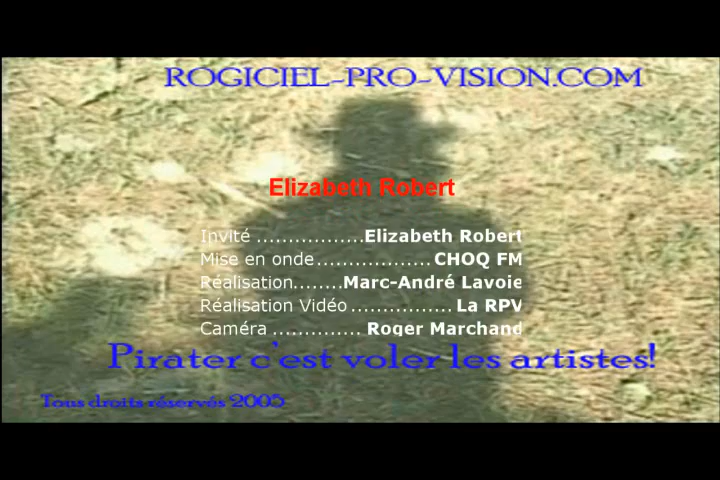 ROGICIEL-PRO-VISION.COM
Elizabeth Robert
Invité .................Elizabeth Robert
Mise en onde..................CHOQ FM
Réalisation........Marc-André Lavoie
Réalisation Vidéo ................La RPV
Caméra .............. Roger Marchand
Pirater c'est voler les artistes!
Tous droits réservés 2005